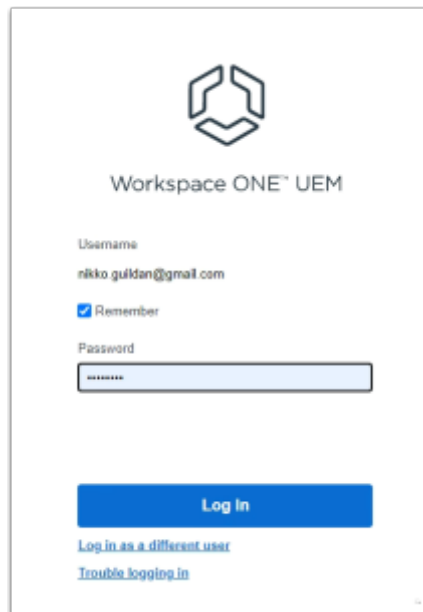 Workspace ONE™ UEM
Username
nikko.guildan@gmail.com
Remember
Password
••••••••
Log In
Log in as a different user
Trouble logging in